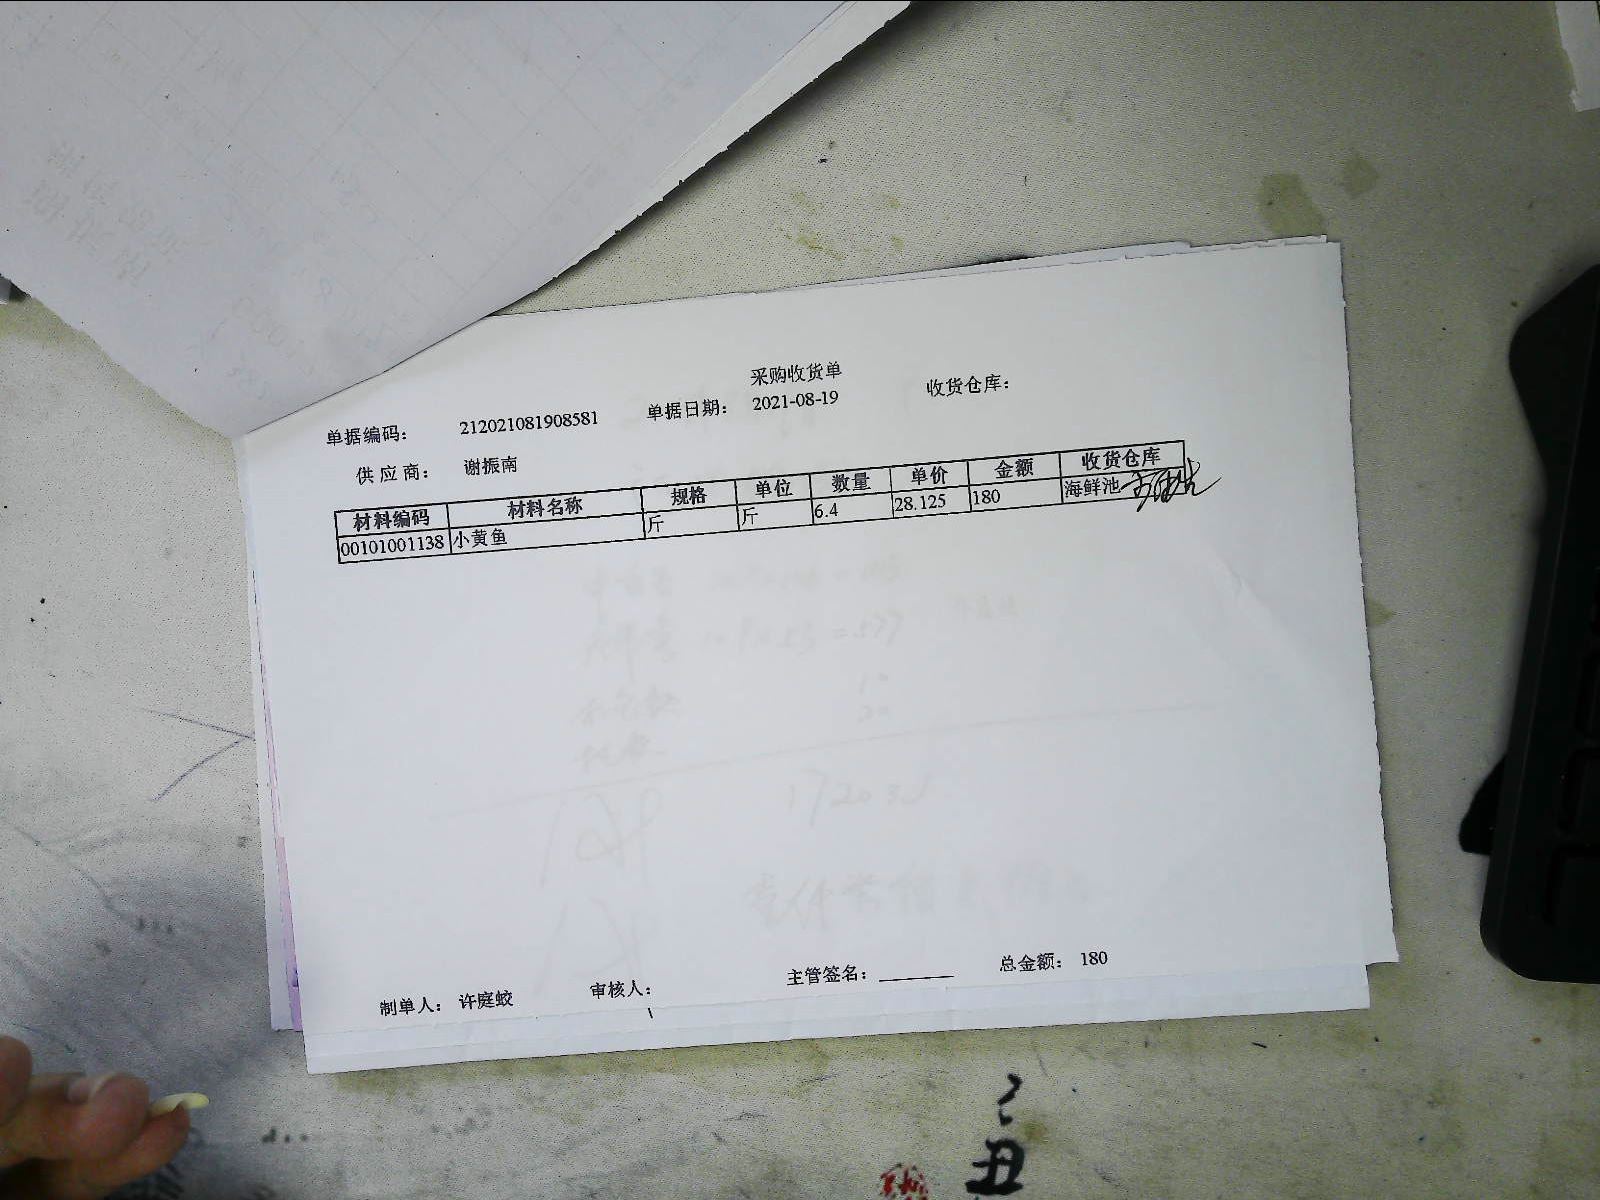 采购收货单
单据编码： 212021081908581 单据日期： 2021-08-19 收货仓库：
供应商： 谢振南
材料编码 材料名称 规格 单位 数量 单价 金额 收货仓库
00101001138 小黄鱼 斤 斤 6.4 28.125 180 海鲜池
制单人： 许庭蛟 审核人： 主管签名： 总金额： 180
丑